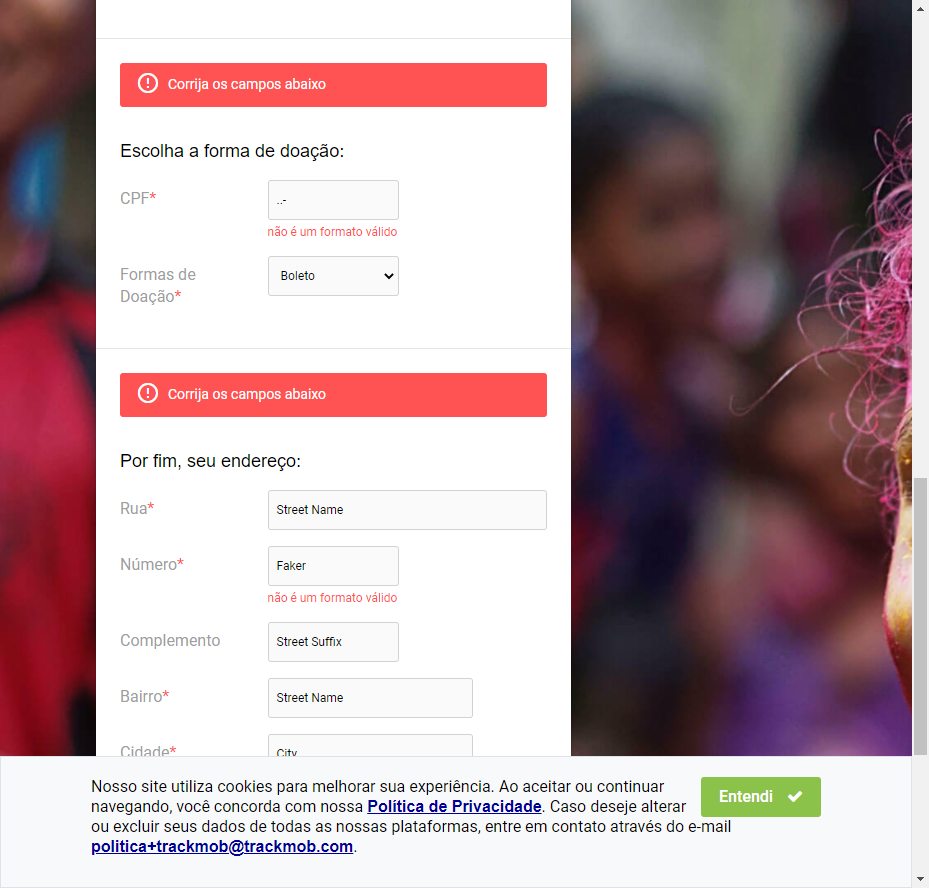 Corrija os campos abaixo
Escolha a forma de doação:
CPF*
..-
não é um formato válido
Formas de
Doação*
Boleto
Corrija os campos abaixo
Por fim, seu endereço:
Rua*
Street Name
Número*
Faker
não é um formato válido
Complemento
Street Suffix
Bairro*
Street Name
Cidade*
City
Nosso site utiliza cookies para melhorar sua experiência. Ao aceitar ou continuar
navegando, você concorda com nossa Política de Privacidade. Caso deseje alterar
ou excluir seus dados de todas as nossas plataformas, entre em contato através do e-mail
politica+trackmob@trackmob.com.
Entendi